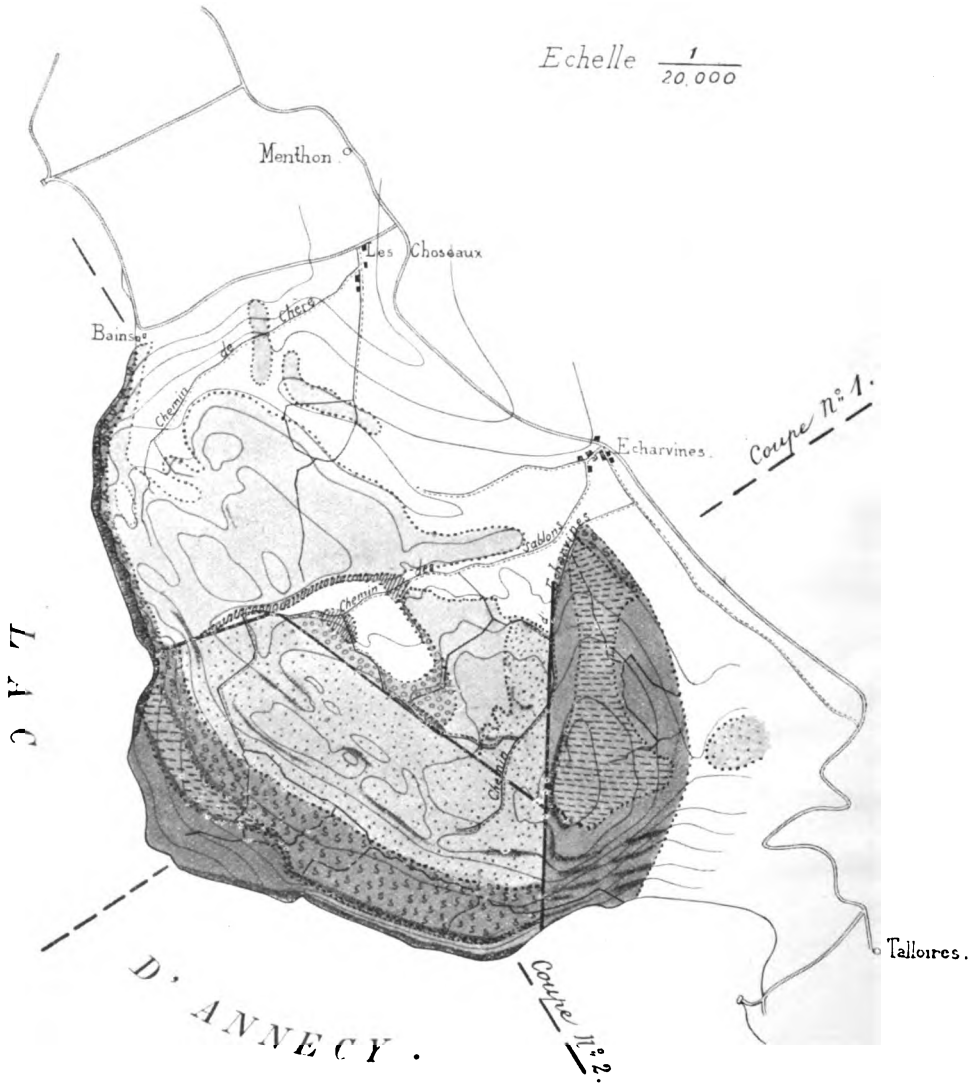 Echelle 1/20,000
Menthon.
Les Choseaux
Bains
Chemin de Chère
Echarvines.
Coupe n.º 1.
Chemin des Sablons
Chemin
LAC
Talloires.
D'ANNECY.
Coupe N.º 2.